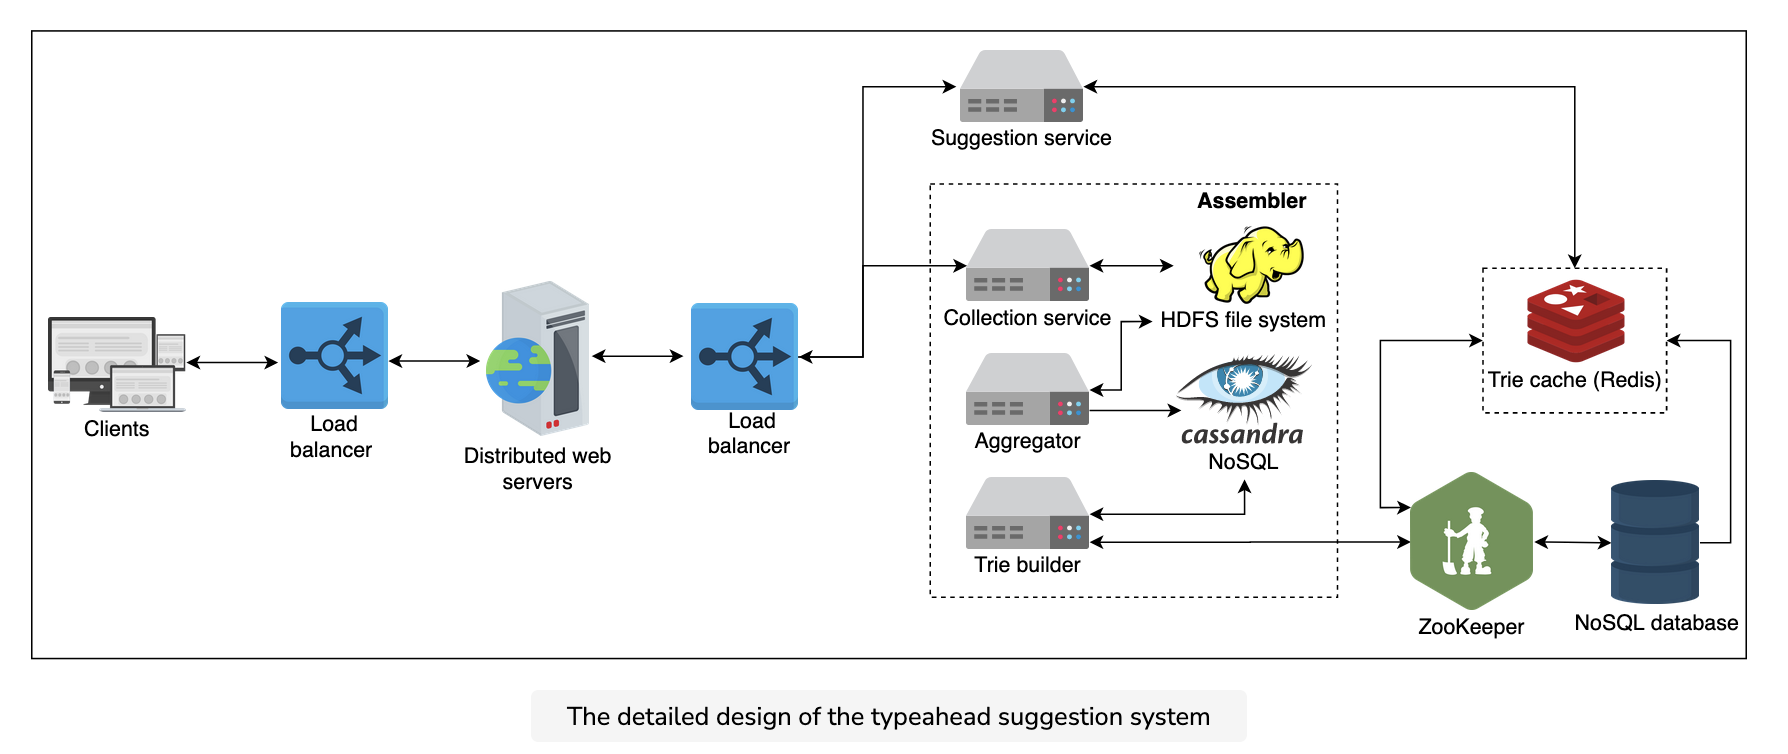 Suggestion service
Assembler
Collection service
HDFS file system
Aggregator
cassandra
NoSQL
Trie builder
Clients
Load
balancer
Distributed web
servers
Load
balancer
Trie cache (Redis)
ZooKeeper
NoSQL database
The detailed design of the typeahead suggestion system